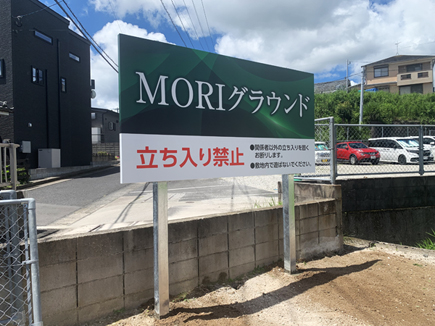 MORIグラウンド
立ち入り禁止
●関係者以外の立ち入りを固く
お断りします。
●敷地内で遊ばないでください。